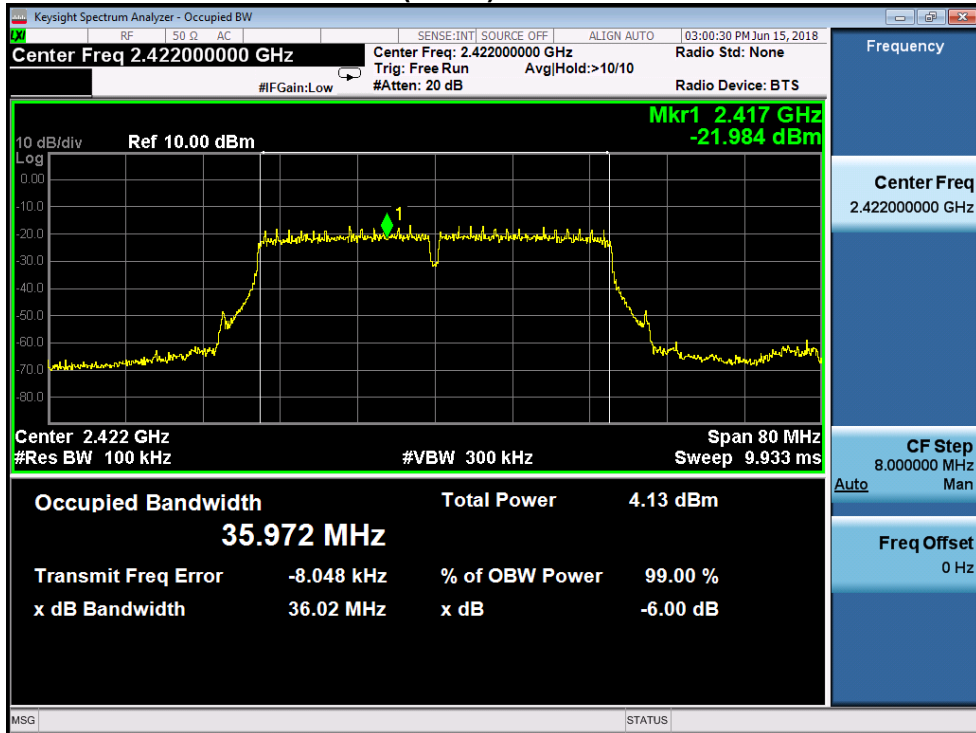 Keysight Spectrum Analyzer - Occupied BW
LXI RF 50 Ω AC SENSE:INT SOURCE OFF ALIGN AUTO 03:00:30 PM Jun 15, 2018
Center Freq 2.422000000 GHz
Center Freq: 2.422000000 GHz Radio Std: None
Trig: Free Run Avg|Hold:>10/10
#IFGain:Low #Atten: 20 dB Radio Device: BTS
Mkr1 2.417 GHz
10 dB/div Ref 10.00 dBm -21.984 dBm
Log
0.00
-10.0
1
-20.0
-30.0
-40.0
-50.0
-60.0
-70.0
-80.0
Center 2.422 GHz Span 80 MHz
#Res BW 100 kHz #VBW 300 kHz Sweep 9.933 ms
Occupied Bandwidth Total Power 4.13 dBm
35.972 MHz
Transmit Freq Error -8.048 kHz % of OBW Power 99.00 %
x dB Bandwidth 36.02 MHz x dB -6.00 dB
Frequency
Center Freq
2.422000000 GHz
CF Step
8.000000 MHz
Auto Man
Freq Offset
0 Hz
MSG STATUS